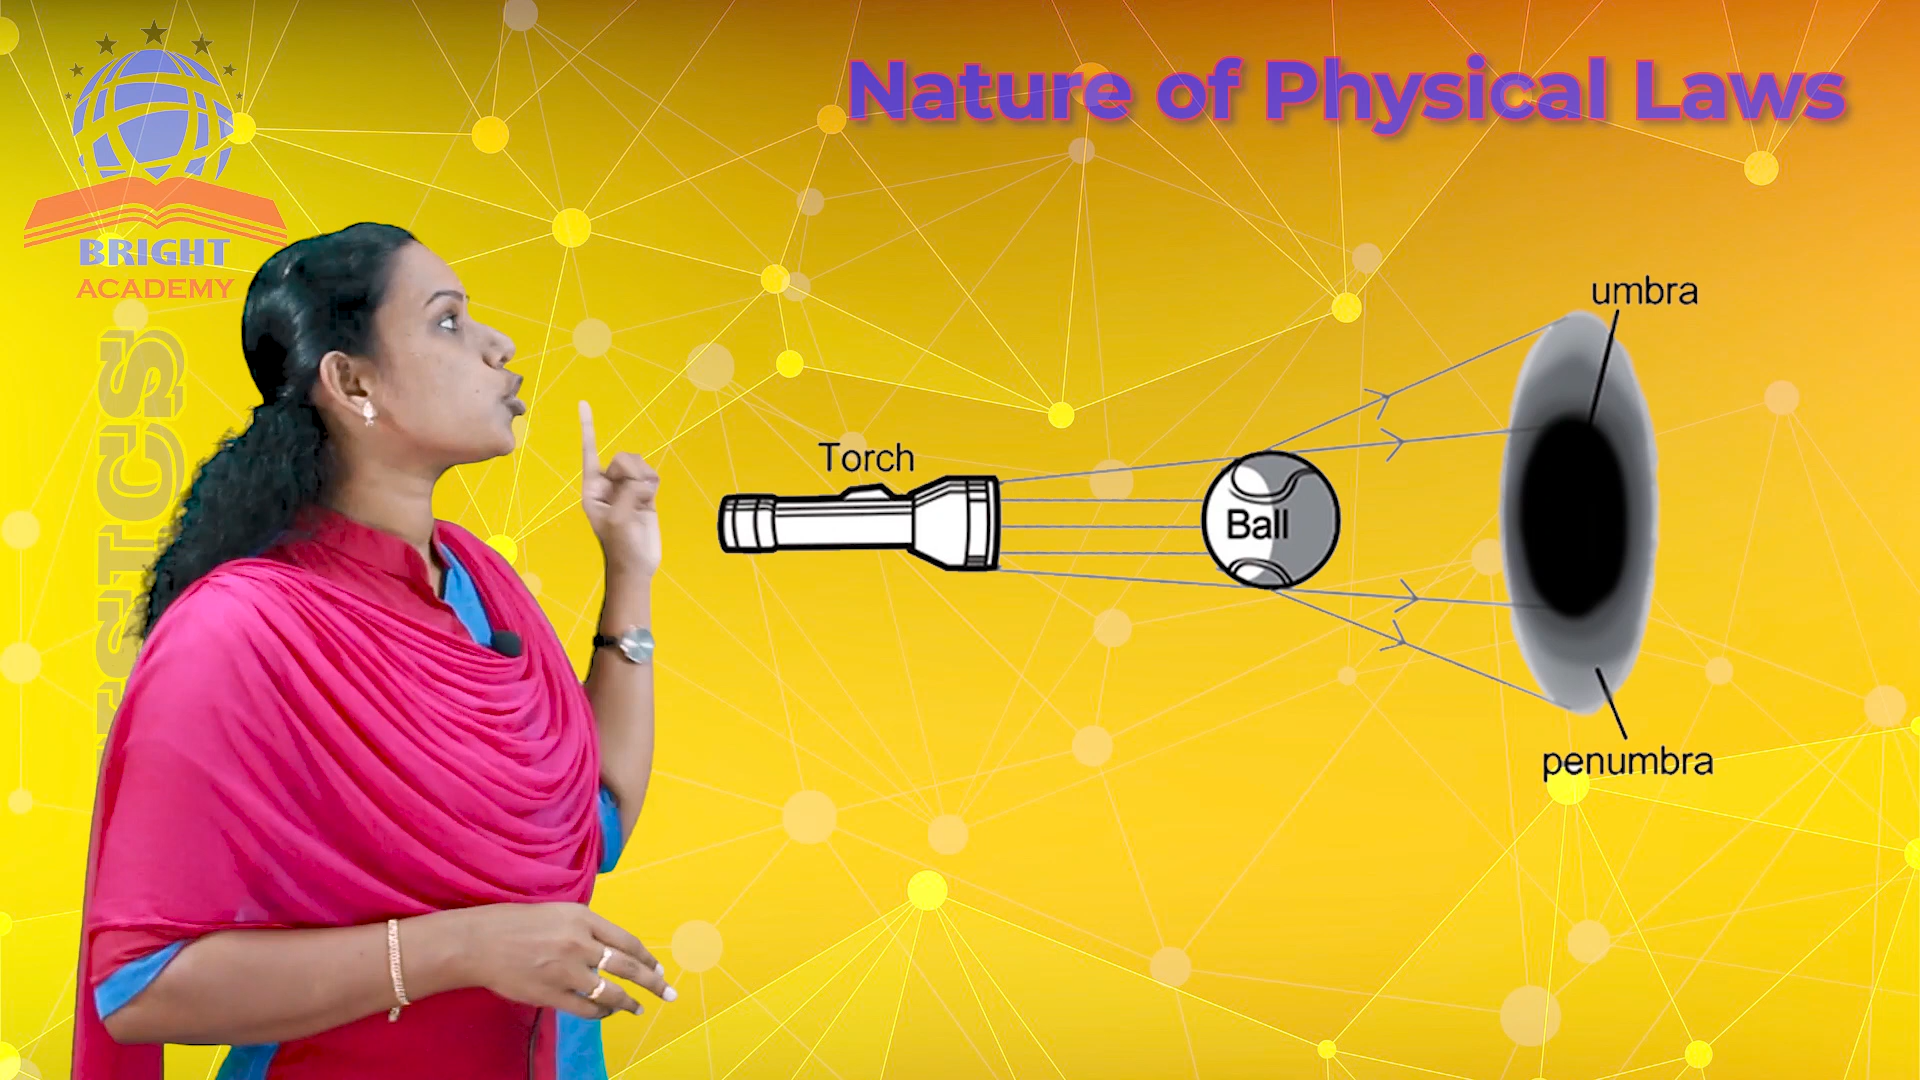 Nature of Physical Laws
BRIGHT
ACADEMY
umbra
Torch
Ball
penumbra